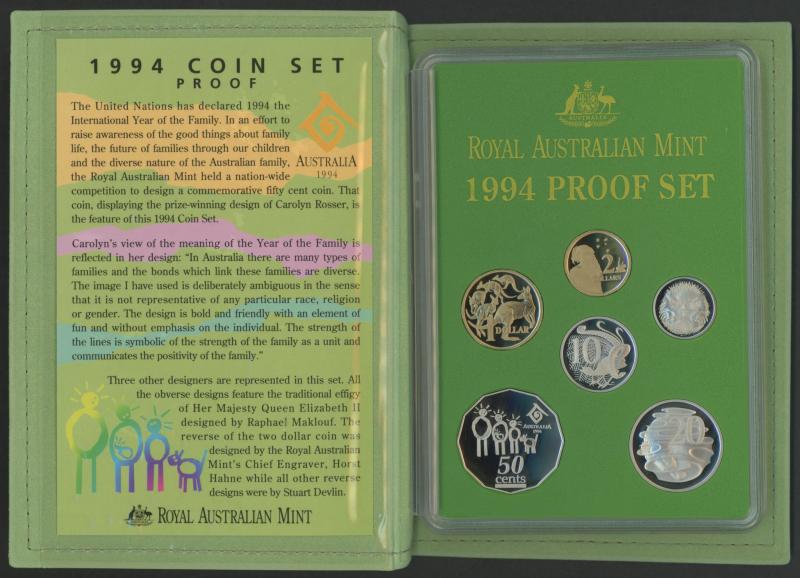 1994 COIN SET
PROOF
The United Nations has declared 1994 the
International Year of the Family. In an effort to
raise awareness of the good things about family
life, the future of families through our children
and the diverse nature of the Australian family,
the Royal Australian Mint held a nation-wide
competition to design a commemorative fifty cent coin. That
coin, displaying the prize-winning design of Carolyn Rosser, is
the feature of this 1994 Coin Set.
AUSTRALIA
1994
Carolyn's view of the meaning of the Year of the Family is
reflected in her design: "In Australia there are many types of
families and the bonds which link these families are diverse.
The image I have used is deliberately ambiguous in the sense
that it is not representative of any particular race, religion
or gender. The design is bold and friendly with an element of
fun and without emphasis on the individual. The strength of
the lines is symbolic of the strength of the family as a unit and
communicates the positivity of the family."
Three other designers are represented in this set. All
the obverse designs feature the traditional effigy
of Her Majesty Queen Elizabeth II
designed by Raphael Maklouf. The
reverse of the two dollar coin was
designed by the Royal Australian
Mint's Chief Engraver, Horst
Hahne while all other reverse
designs were by Stuart Devlin.
ROYAL AUSTRALIAN MINT
AUSTRALIA
ROYAL AUSTRALIAN MINT
1994 PROOF SET
2
DOLLARS
1
DOLLAR
5
10
AUSTRALIA
1994
50
cents
20